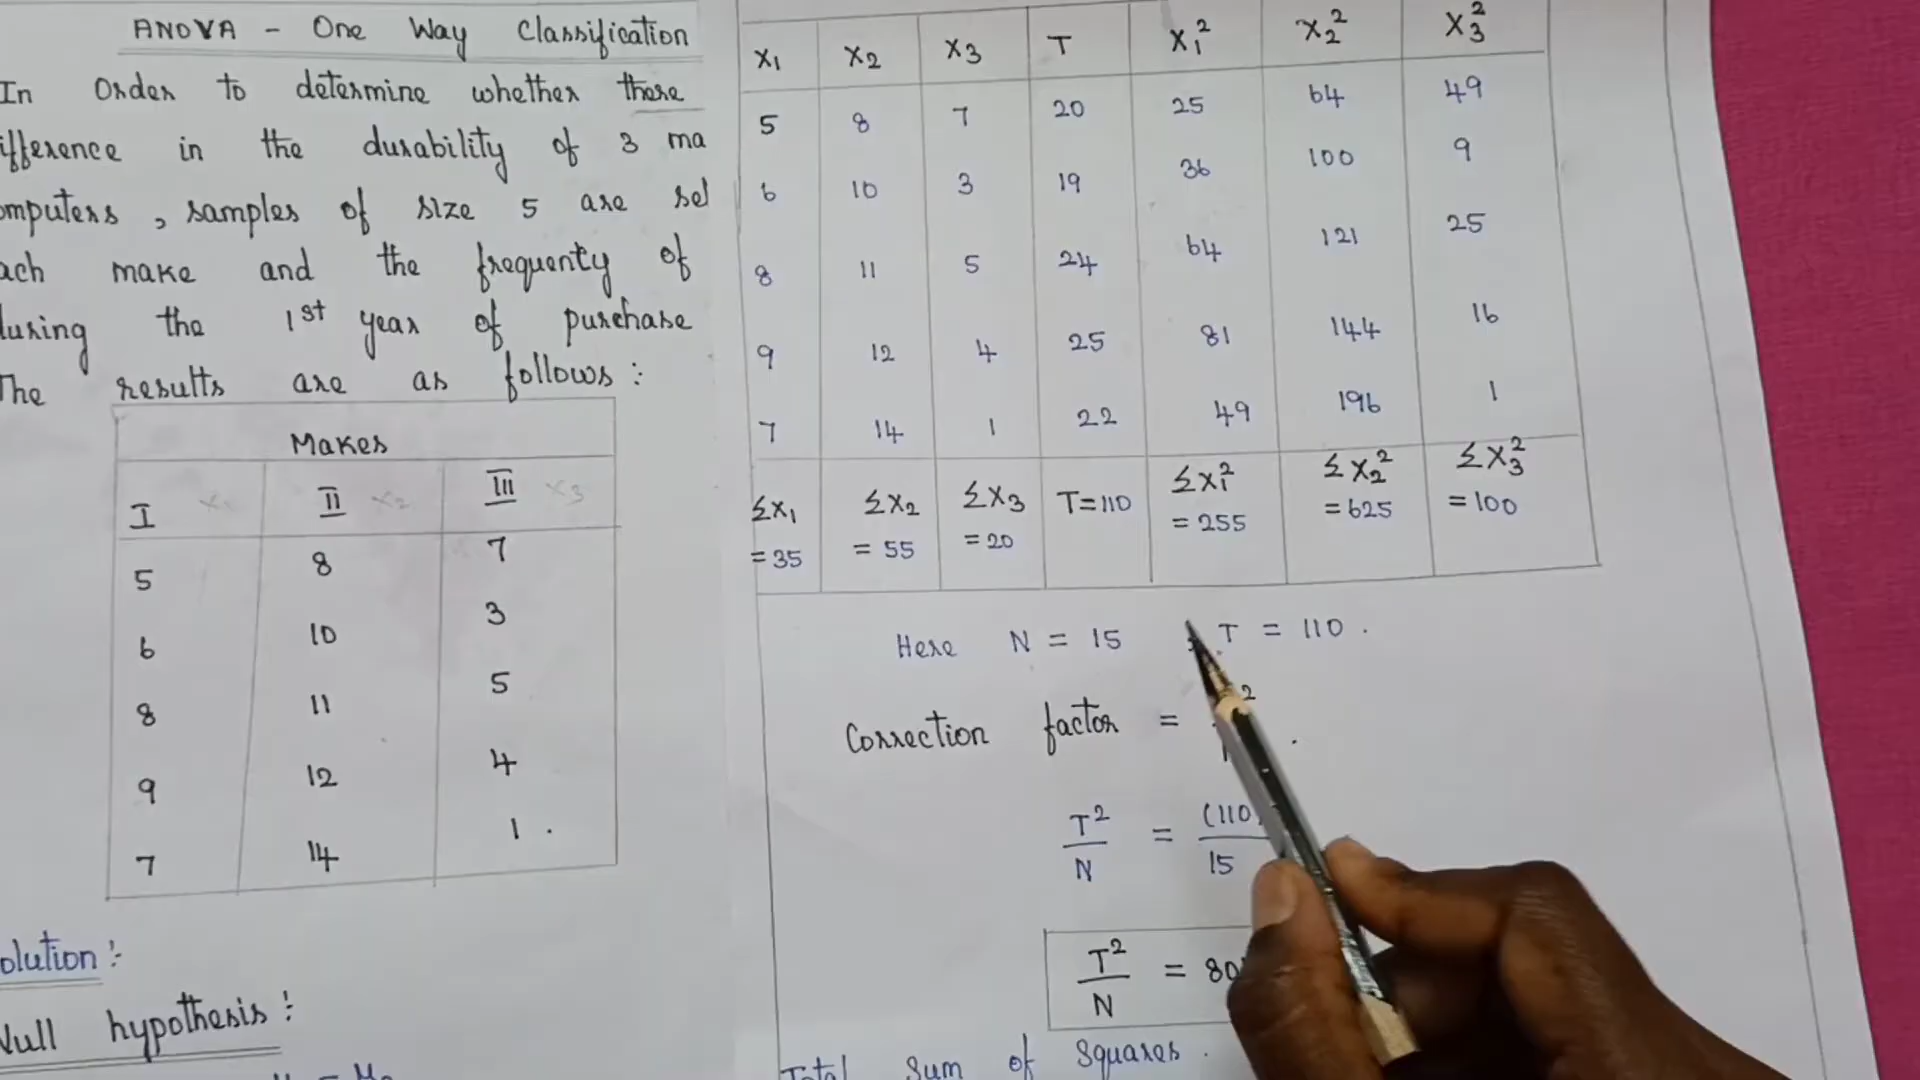 ANOVA - One Way Classification
In Order to determine whether there
ifference in the durability of 3 ma
omputers, samples of size 5 are sel
ach make and the frequenty of
during the 1st year of purchase
The results are as follows:
Makes
I X1 II X2 III X3
5 8 7
6 10 3
8 11 5
9 12 4
7 14 1.
olution:
Null hypothesis:
X1 X2 X3 T X1² X2² X3²
5 8 7 20 25 64 49
6 10 3 19 36 100 9
8 11 5 24 64 121 25
9 12 4 25 81 144 16
7 14 1 22 49 196 1
ΣX1 ΣX2 ΣX3 T=110 ΣX1² ΣX2² ΣX3²
=35 = 55 =20 = 255 = 625 = 100
Here N = 15 T = 110.
Correction factor =
T²/N = (110)/15
T²/N = 80
Total Sum of Squares.